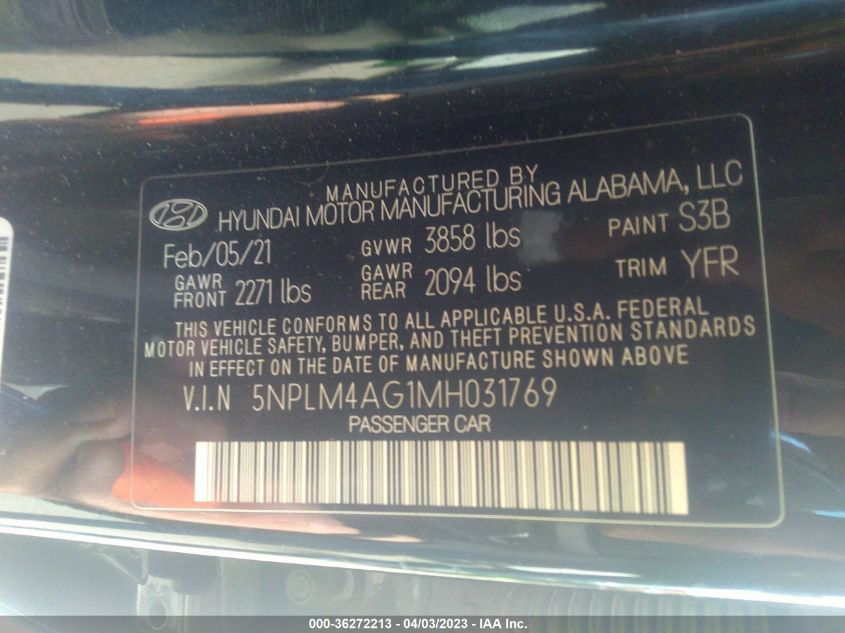 MANUFACTURED BY
HYUNDAI MOTOR MANUFACTURING ALABAMA, LLC
Feb/05/21 GVWR 3858 lbs PAINT S3B
GAWR FRONT 2271 lbs GAWR REAR 2094 lbs TRIM YFR
THIS VEHICLE CONFORMS TO ALL APPLICABLE U.S.A. FEDERAL
MOTOR VEHICLE SAFETY, BUMPER, AND THEFT PREVENTION STANDARDS
IN EFFECT ON THE DATE OF MANUFACTURE SHOWN ABOVE
V.I.N 5NPLM4AG1MH031769
PASSENGER CAR
000-36272213 - 04/03/2023 - IAA Inc.